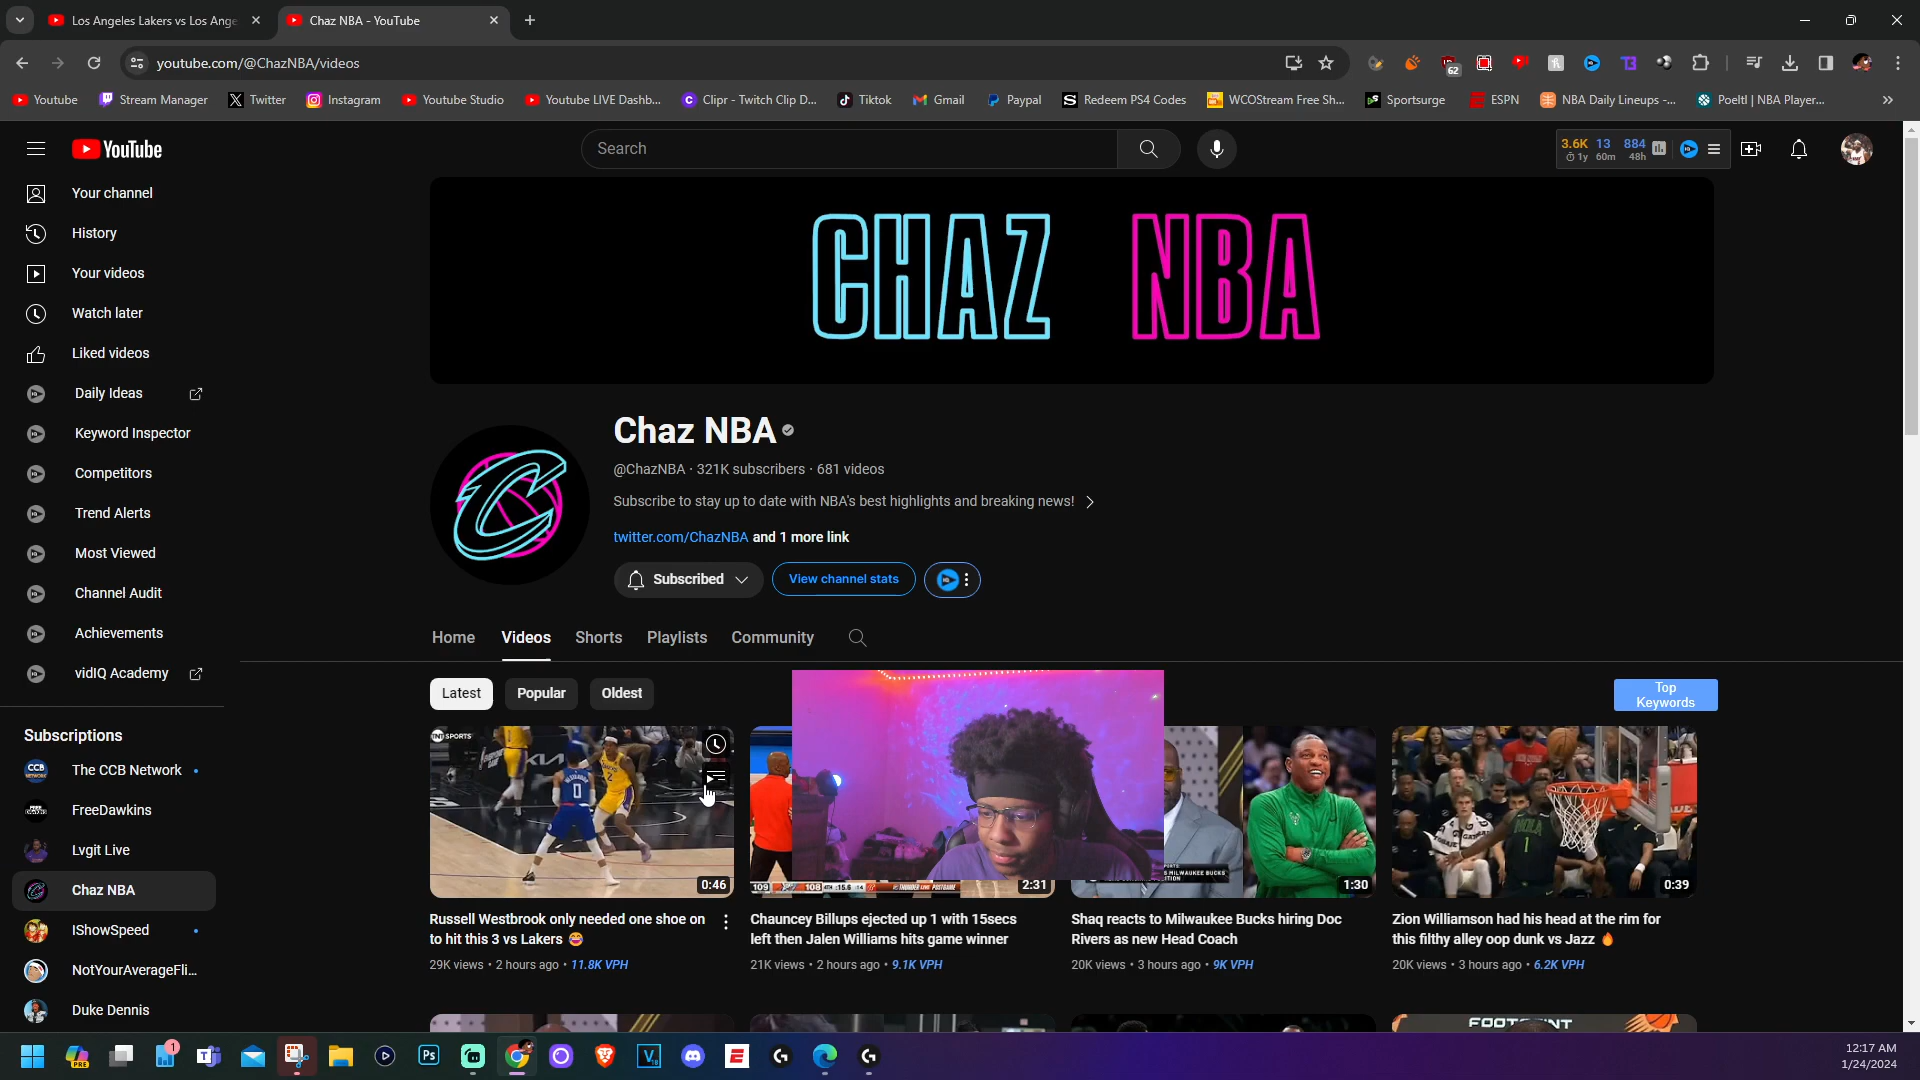 Los Angeles Lakers vs Los Ange
Chaz NBA - YouTube
youtube.com/@ChazNBA/videos
62
Youtube
Stream Manager
Twitter
Instagram
Youtube Studio
Youtube LIVE Dashb...
Clipr - Twitch Clip D...
Tiktok
Gmail
Paypal
Redeem PS4 Codes
WCOStream Free Sh...
Sportsurge
ESPN
NBA Daily Lineups -...
Poeltl | NBA Player...
YouTube
Search
3.6K 13 884
1y 60m 48h
Your channel
History
Your videos
Watch later
Liked videos
Daily Ideas
Keyword Inspector
Competitors
Trend Alerts
Most Viewed
Channel Audit
Achievements
vidIQ Academy
Subscriptions
The CCB Network
FreeDawkins
Lvgit Live
Chaz NBA
IShowSpeed
NotYourAverageFli...
Duke Dennis
CHAZ NBA
Chaz NBA
@ChazNBA · 321K subscribers · 681 videos
Subscribe to stay up to date with NBA's best highlights and breaking news!
twitter.com/ChazNBA and 1 more link
Subscribed
View channel stats
Home
Videos
Shorts
Playlists
Community
Latest
Popular
Oldest
Top
Keywords
0:46
Russell Westbrook only needed one shoe on
to hit this 3 vs Lakers 😂
29K views • 2 hours ago • 11.8K VPH
109
108
2:31
Chauncey Billups ejected up 1 with 15secs
left then Jalen Williams hits game winner
21K views • 2 hours ago • 9.1K VPH
1:30
Shaq reacts to Milwaukee Bucks hiring Doc
Rivers as new Head Coach
20K views • 3 hours ago • 9K VPH
0:39
Zion Williamson had his head at the rim for
this filthy alley oop dunk vs Jazz 🔥
20K views • 3 hours ago • 6.2K VPH
1
PRE
Ps
12:17 AM
1/24/2024